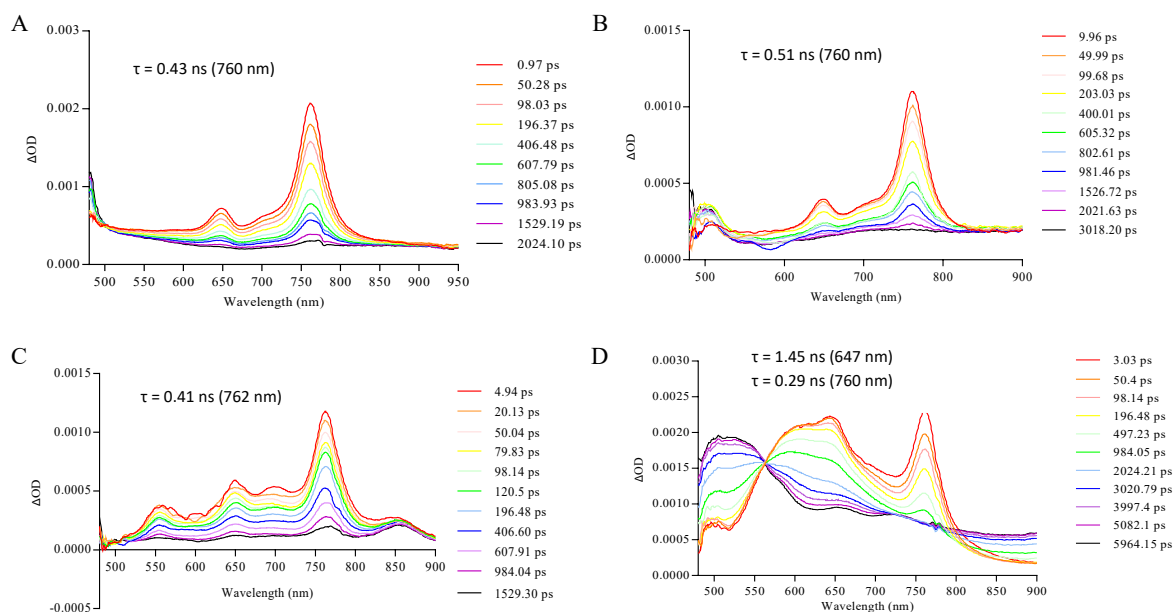 A
τ = 0.43 ns (760 nm)
ΔOD
0.003
0.002
0.001
0.000
500 550 600 650 700 750 800 850 900 950
Wavelength (nm)
0.97 ps
50.28 ps
98.03 ps
196.37 ps
406.48 ps
607.79 ps
805.08 ps
983.93 ps
1529.19 ps
2024.10 ps
B
τ = 0.51 ns (760 nm)
ΔOD
0.0015
0.0010
0.0005
0.0000
500 600 700 800 900
Wavelength (nm)
9.96 ps
49.99 ps
99.68 ps
203.03 ps
400.01 ps
605.32 ps
802.61 ps
981.46 ps
1526.72 ps
2021.63 ps
3018.20 ps
C
τ = 0.41 ns (762 nm)
ΔOD
0.0015
0.0010
0.0005
0.0000
-0.0005
500 550 600 650 700 750 800 850 900
Wavelength (nm)
4.94 ps
20.13 ps
50.04 ps
79.83 ps
98.14 ps
120.5 ps
196.48 ps
406.60 ps
607.91 ps
984.04 ps
1529.30 ps
D
τ = 1.45 ns (647 nm)
τ = 0.29 ns (760 nm)
ΔOD
0.0030
0.0025
0.0020
0.0015
0.0010
0.0005
0.0000
500 550 600 650 700 750 800 850 900
Wavelength (nm)
3.03 ps
50.4 ps
98.14 ps
196.48 ps
497.23 ps
984.05 ps
2024.21 ps
3020.79 ps
3997.4 ps
5082.1 ps
5964.15 ps